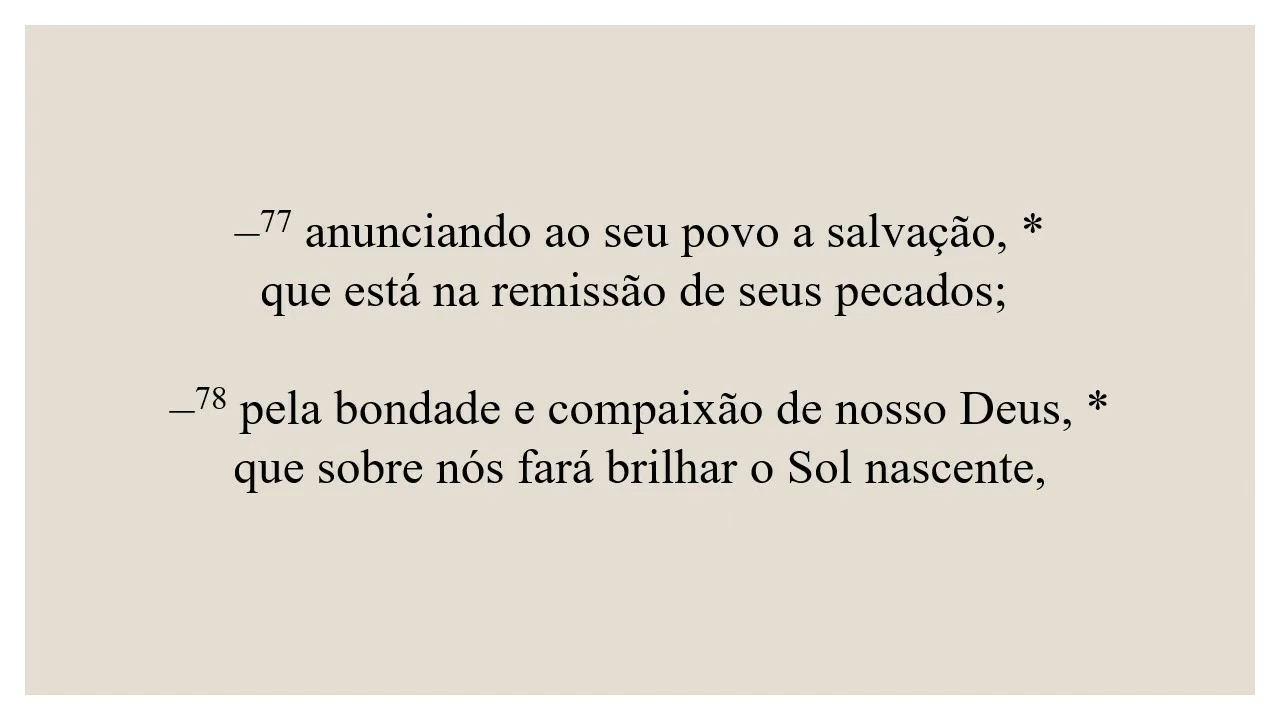 –⁷⁷ anunciando ao seu povo a salvação, *
que está na remissão de seus pecados;
–⁷⁸ pela bondade e compaixão de nosso Deus, *
que sobre nós fará brilhar o Sol nascente,